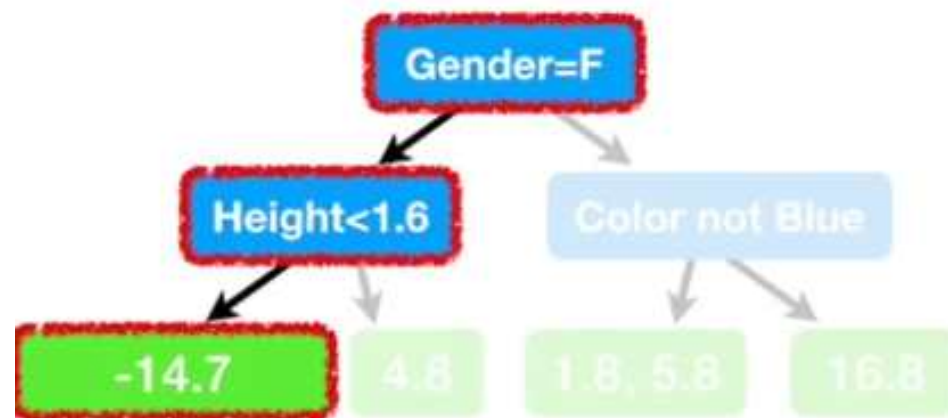 Gender=F
Height<1.6
Color not Blue
-14.7
4.8
1.8, 5.8
16.8